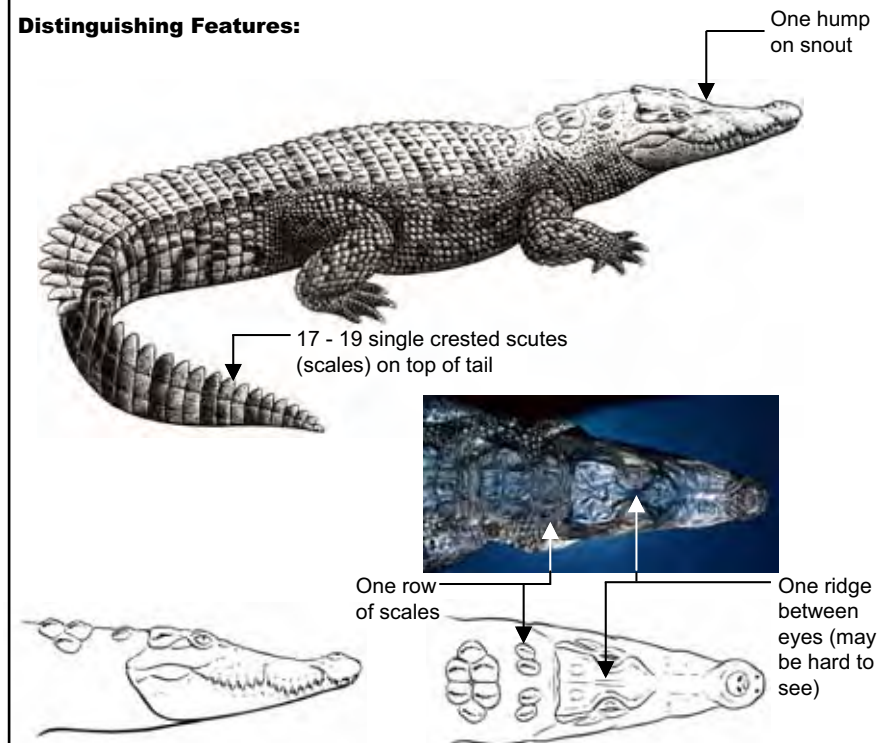 Distinguishing Features:
One hump
on snout
17 - 19 single crested scutes
(scales) on top of tail
One row
of scales
One ridge
between
eyes (may
be hard to
see)